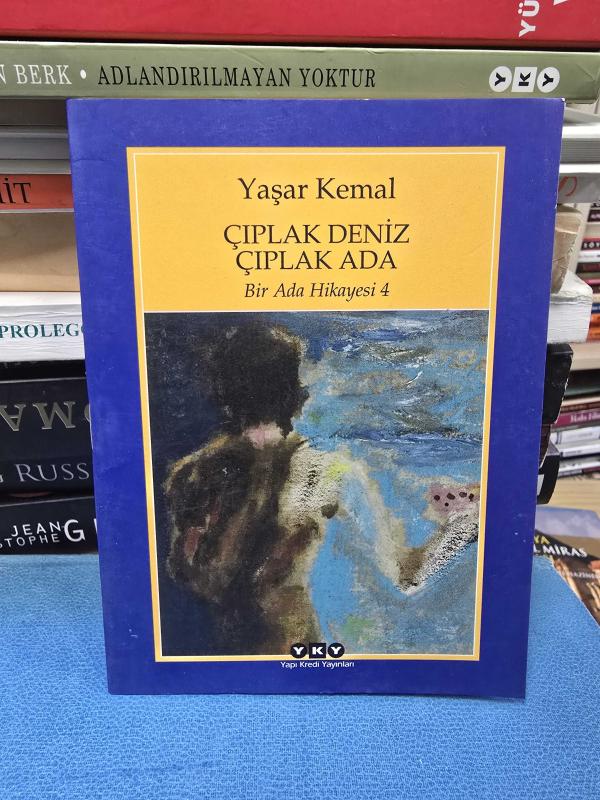 N BERK • ADLANDIRILMAYAN YOKTUR
YKY
Yaşar Kemal
ÇIPLAK DENİZ
ÇIPLAK ADA
Bir Ada Hikayesi 4
İT
PROLEGO
RUSS
JEAN
STOPHE
G
YKY
Yapı Kredi Yayınları
MİRAS